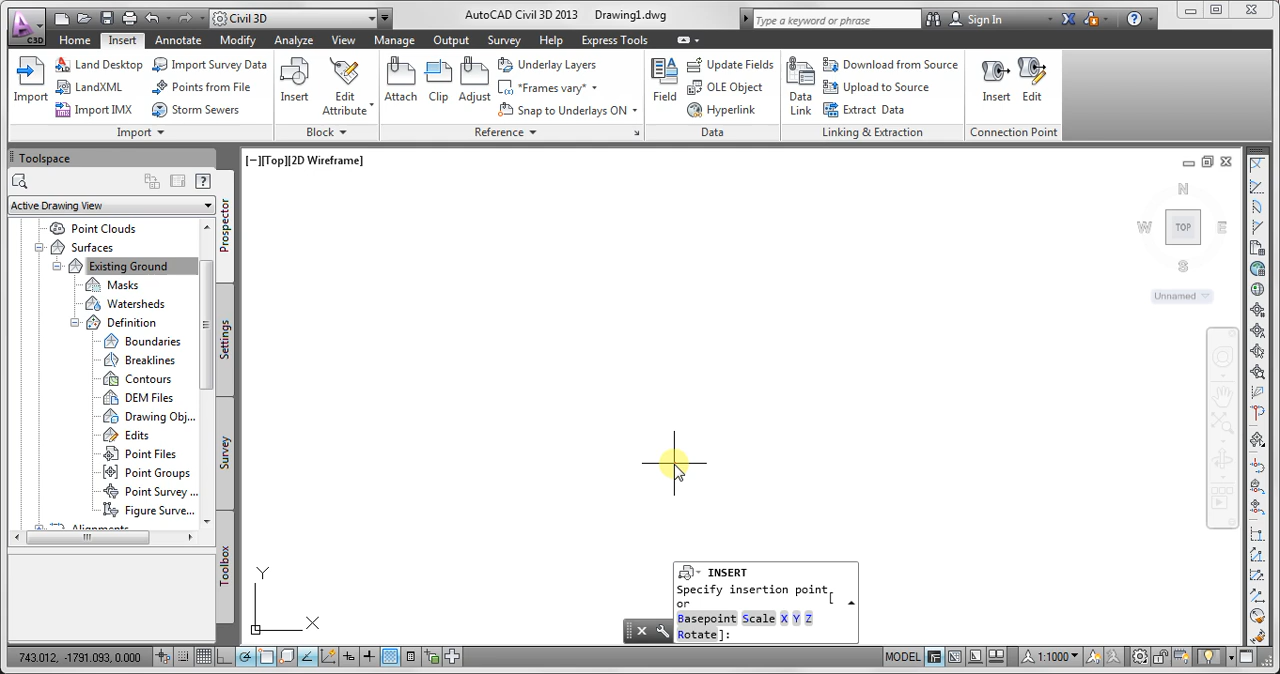 Civil 3D
AutoCAD Civil 3D 2013 Drawing1.dwg
Type a keyword or phrase
Sign In
C3D
Home Insert Annotate Modify Analyze View Manage Output Survey Help Express Tools
Import
Land Desktop
LandXML
Import IMX
Import Survey Data
Points from File
Storm Sewers
Import
Insert
Edit
Attribute
Block
Attach
Clip
Adjust
Underlay Layers
*Frames vary*
Snap to Underlays ON
Reference
Field
Update Fields
OLE Object
Hyperlink
Data
Data
Link
Download from Source
Upload to Source
Extract Data
Linking & Extraction
Insert
Edit
Connection Point
Toolspace
Active Drawing View
Point Clouds
Surfaces
Existing Ground
Masks
Watersheds
Definition
Boundaries
Breaklines
Contours
DEM Files
Drawing Obj...
Edits
Point Files
Point Groups
Point Survey ...
Figure Surve...
Alignments
Prospector
Settings
Survey
Toolbox
[−][Top][2D Wireframe]
N
W TOP E
S
Unnamed
Y
X
INSERT
Specify insertion point
or [
Basepoint Scale X Y Z
Rotate]:
743.012, -1791.093, 0.000
MODEL
1:1000